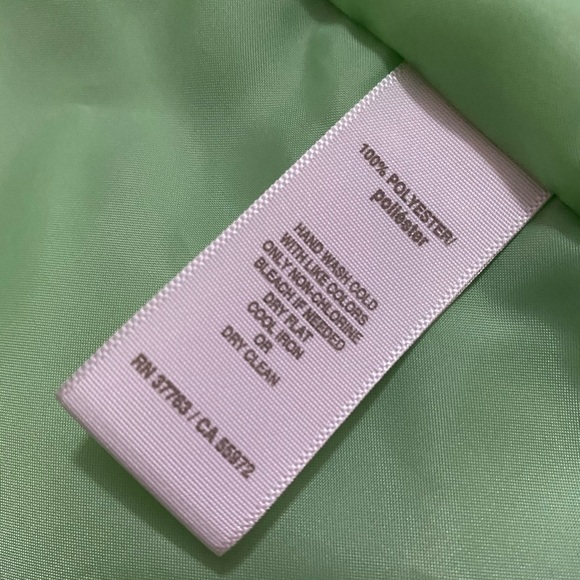 100% POLYESTER/
poliéster
HAND WASH COLD
WITH LIKE COLORS
ONLY NON-CHLORINE
BLEACH IF NEEDED
DRY FLAT
COOL IRON
OR
DRY CLEAN
RN 37763 / CA 55972